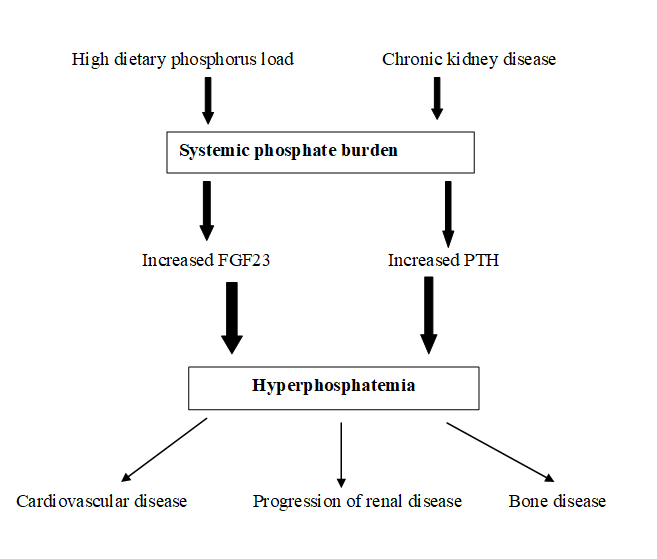 High dietary phosphorus load
Chronic kidney disease
Systemic phosphate burden
Increased FGF23
Increased PTH
Hyperphosphatemia
Cardiovascular disease
Progression of renal disease
Bone disease